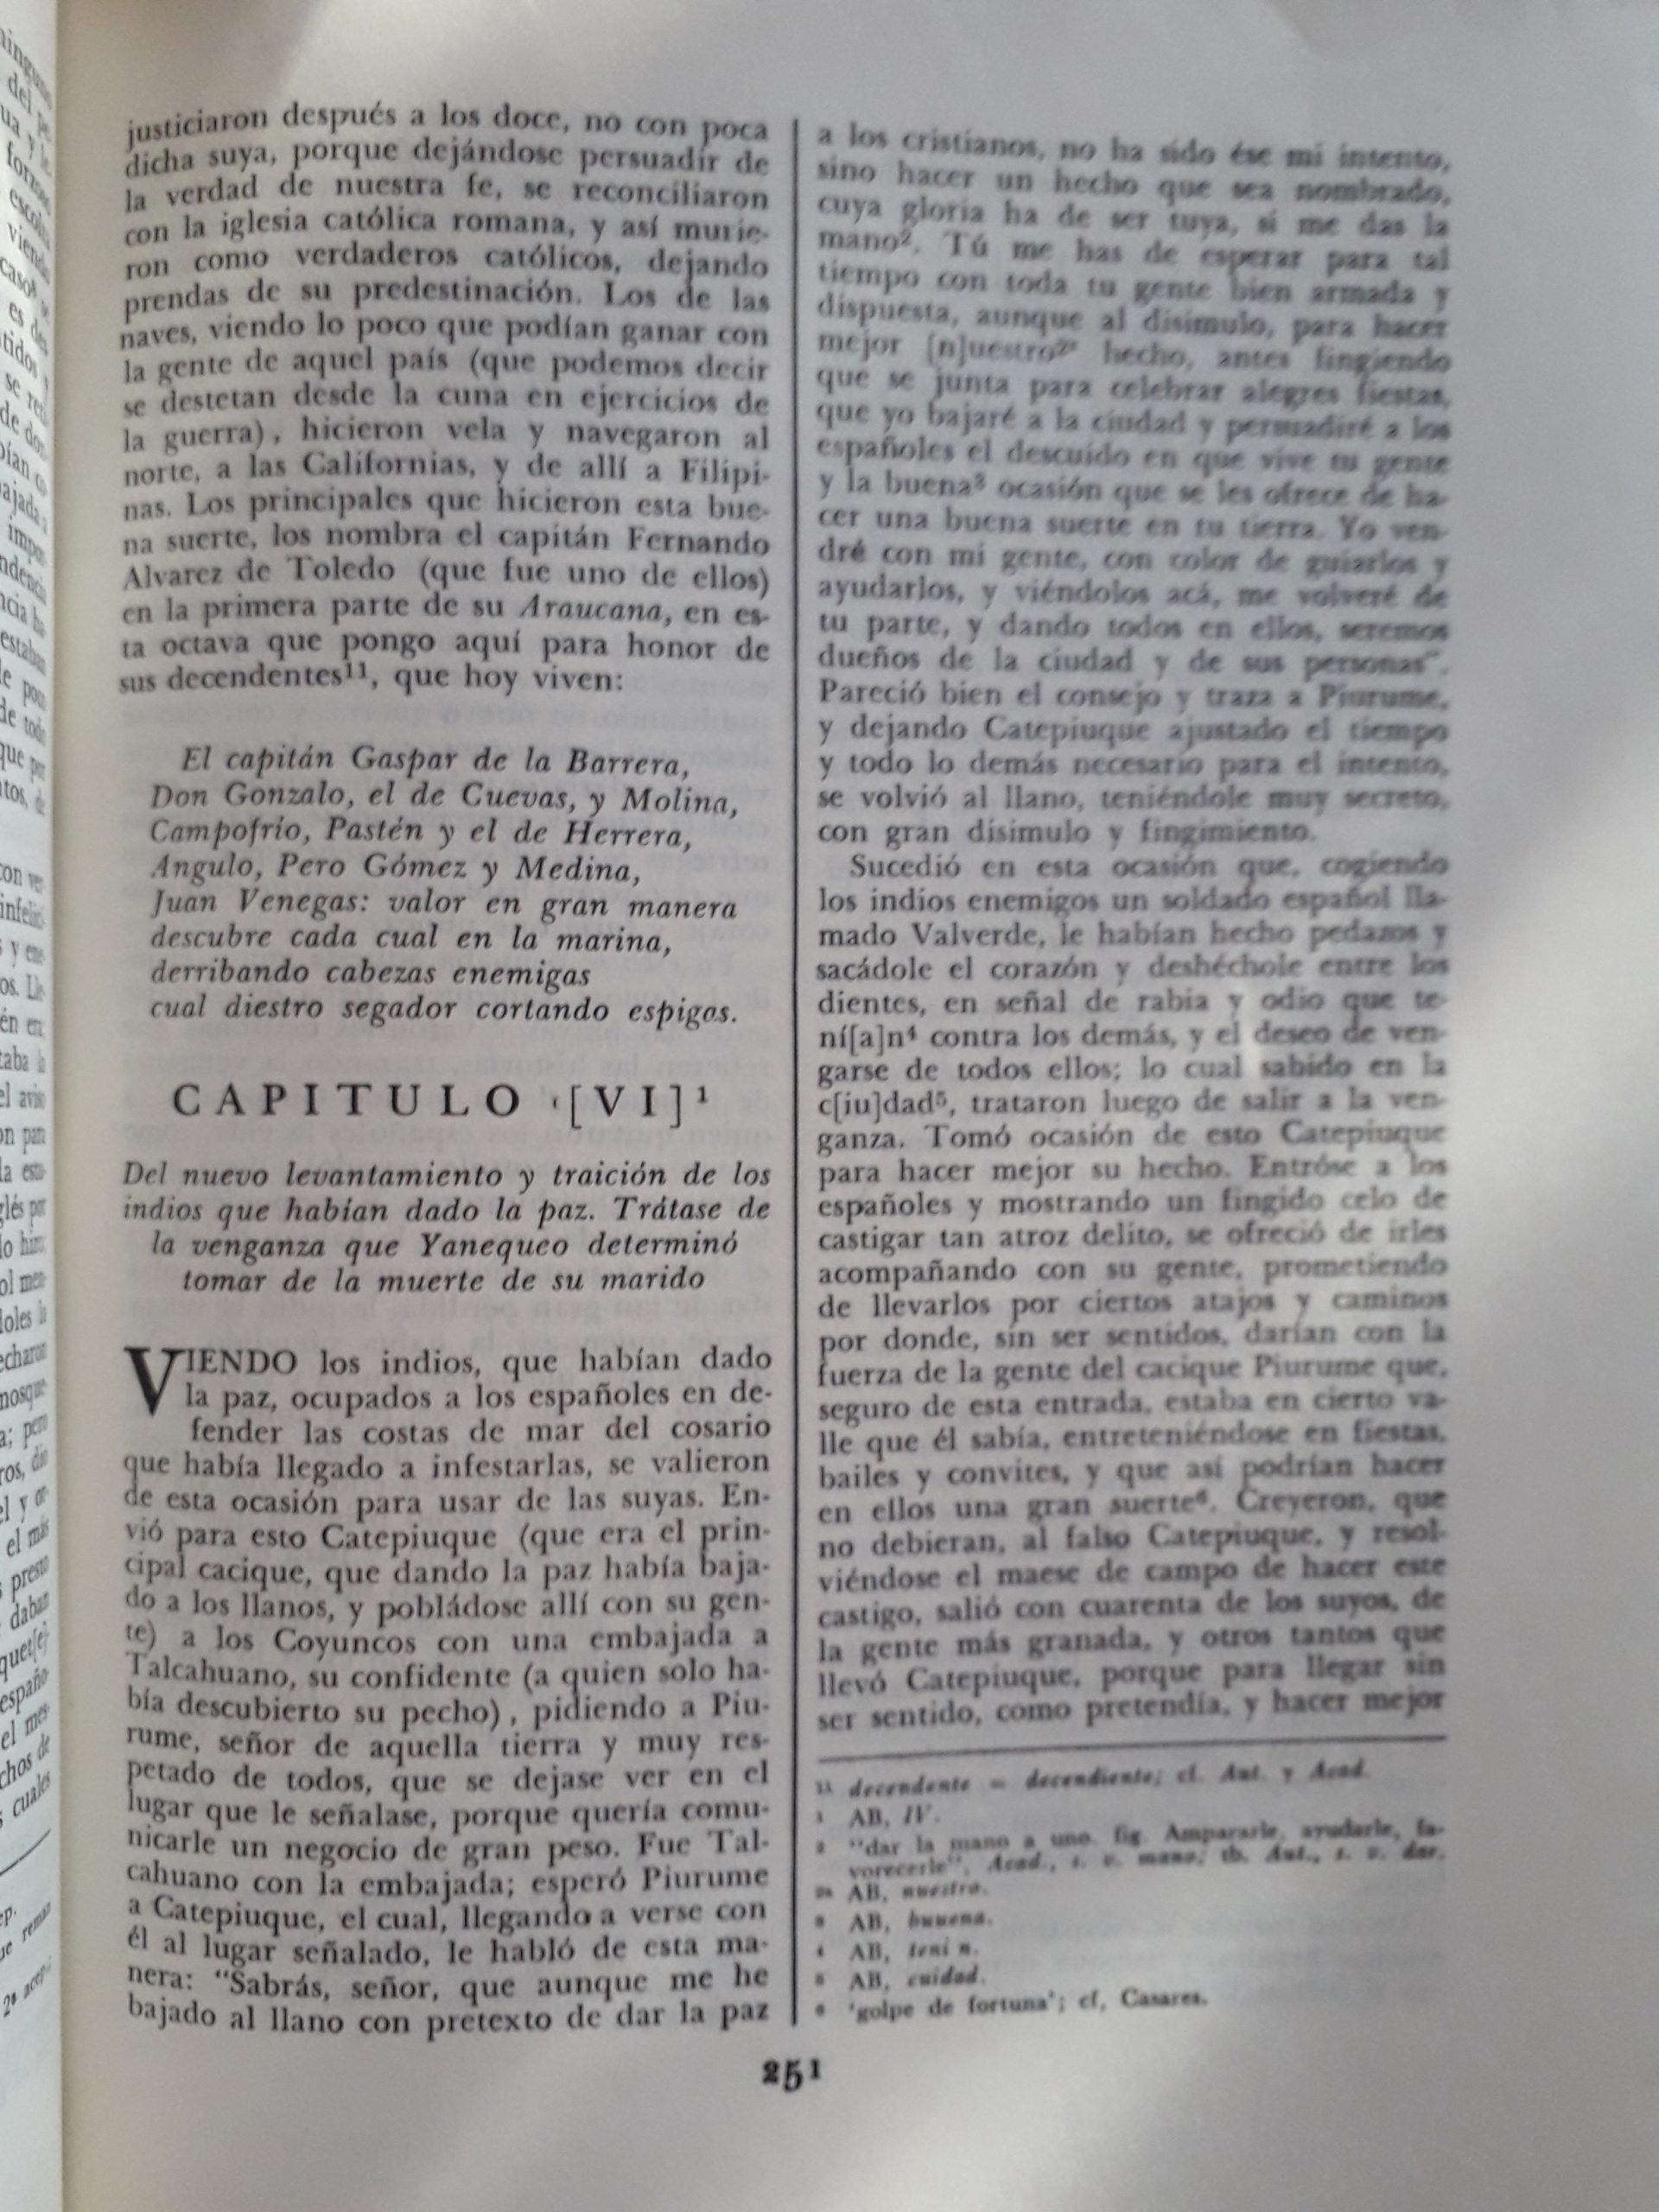 justiciaron después a los doce, no con poca
dicha suya, porque dejándose persuadir de
la verdad de nuestra fe, se reconciliaron
con la iglesia católica romana, y así murie-
ron como verdaderos católicos, dejando
prendas de su predestinación. Los de las
naves, viendo lo poco que podían ganar con
la gente de aquel país (que podemos decir
se destetan desde la cuna en ejercicios de
la guerra), hicieron vela y navegaron al
norte, a las Californias, y de allí a Filipi-
nas. Los principales que hicieron esta bue-
na suerte, los nombra el capitán Fernando
Alvarez de Toledo (que fue uno de ellos)
en la primera parte de su Araucana, en es-
ta octava que pongo aquí para honor de
sus decendentes¹¹, que hoy viven:
El capitán Gaspar de la Barrera,
Don Gonzalo, el de Cuevas, y Molina,
Campofrío, Pastén y el de Herrera,
Angulo, Pero Gómez y Medina,
Juan Venegas: valor en gran manera
descubre cada cual en la marina,
derribando cabezas enemigas
cual diestro segador cortando espigas.
CAPITULO [VI]¹
Del nuevo levantamiento y traición de los
indios que habían dado la paz. Trátase de
la venganza que Yanequeo determinó
tomar de la muerte de su marido
VIENDO los indios, que habían dado
la paz, ocupados a los españoles en de-
fender las costas de mar del cosario
que había llegado a infestarlas, se valieron
de esta ocasión para usar de las suyas. En-
vió para esto Catepiuque (que era el prin-
cipal cacique, que dando la paz había baja-
do a los llanos, y pobládose allí con su gen-
te) a los Coyuncos con una embajada a
Talcahuano, su confidente (a quien solo ha-
bía descubierto su pecho), pidiendo a Piu-
rume, señor de aquella tierra y muy res-
petado de todos, que se dejase ver en el
lugar que le señalase, porque quería comu-
nicarle un negocio de gran peso. Fue Tal-
cahuano con la embajada; esperó Piurume
a Catepiuque, el cual, llegando a verse con
él al lugar señalado, le habló de esta ma-
nera: "Sabrás, señor, que aunque me he
bajado al llano con pretexto de dar la paz
a los cristianos, no ha sido ése mi intento,
sino hacer un hecho que sea nombrado,
cuya gloria ha de ser tuya, si me das la
mano². Tú me has de esperar para tal
tiempo con toda tu gente bien armada y
dispuesta, aunque al disimulo, para hacer
mejor [n]uestro²ᵃ hecho, antes fingiendo
que se junta para celebrar alegres fiestas,
que yo bajaré a la ciudad y persuadiré a los
españoles el descuido en que vive tu gente
y la buena³ ocasión que se les ofrece de ha-
cer una buena suerte en tu tierra. Yo ven-
dré con mi gente, con color de guiarlos y
ayudarlos, y viéndolos acá, me volveré de
tu parte, y dando todos en ellos, seremos
dueños de la ciudad y de sus personas".
Pareció bien el consejo y traza a Piurume,
y dejando Catepiuque ajustado el tiempo
y todo lo demás necesario para el intento,
se volvió al llano, teniéndole muy secreto,
con gran disimulo y fingimiento.
Sucedió en esta ocasión que, cogiendo
los indios enemigos un soldado español lla-
mado Valverde, le habían hecho pedazos y
sacádole el corazón y deshéchole entre los
dientes, en señal de rabia y odio que te-
ní[a]n⁴ contra los demás, y el deseo de ven-
garse de todos ellos; lo cual sabido en la
c[iu]dad⁵, trataron luego de salir a la ven-
ganza. Tomó ocasión de esto Catepiuque
para hacer mejor su hecho. Entróse a los
españoles y mostrando un fingido celo de
castigar tan atroz delito, se ofreció de irles
acompañando con su gente, prometiendo
de llevarlos por ciertos atajos y caminos
por donde, sin ser sentidos, darían con la
fuerza de la gente del cacique Piurume que,
seguro de esta entrada, estaba en cierto va-
lle que él sabía, entreteniéndose en fiestas,
bailes y convites, y que así podrían hacer
en ellos una gran suerte⁶. Creyeron, que
no debieran, al falso Catepiuque, y resol-
viéndose el maese de campo de hacer este
castigo, salió con cuarenta de los suyos, de
la gente más granada, y otros tantos que
llevó Catepiuque, porque para llegar sin
ser sentido, como pretendía, y hacer mejor
¹¹ decendente = decendiente; cf. Aut. y Acad.
¹ AB, IV.
² "dar la mano a uno. fig. Ampararle, ayudarle, fa-
vorecerle". Acad., s. v. mano; tb. Aut., s. v. dar.
²ᵃ AB, nuestro.
³ AB, buuena.
⁴ AB, tení n.
⁵ AB, cuidad.
⁶ 'golpe de fortuna'; cf. Casares.
251